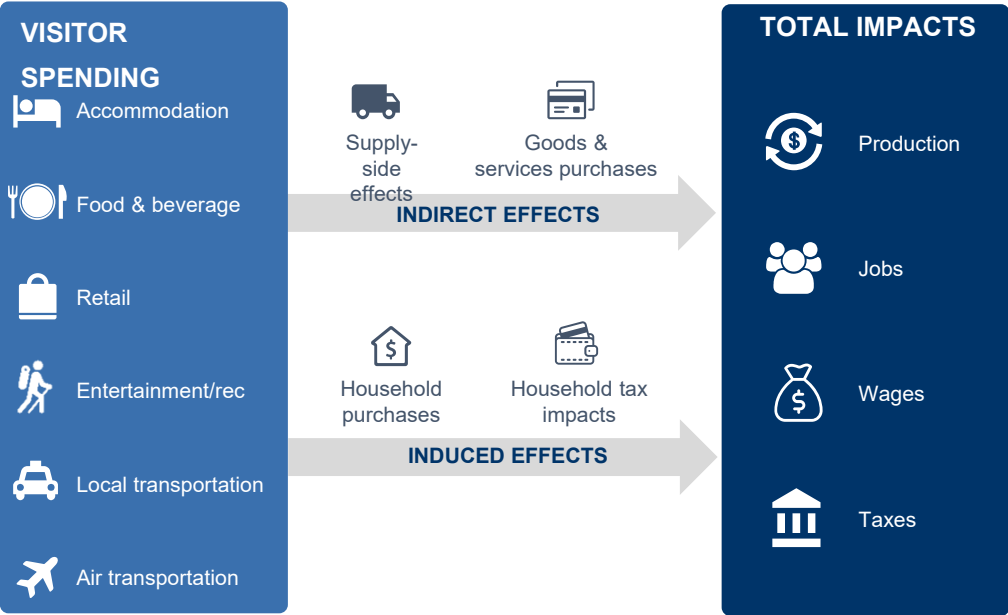 VISITOR
SPENDING
Accommodation
Food & beverage
Retail
Entertainment/rec
Local transportation
Air transportation
Supply-
side
effects
Goods &
services purchases
INDIRECT EFFECTS
$
Household
purchases
Household tax
impacts
INDUCED EFFECTS
TOTAL IMPACTS
$
Production
Jobs
$
Wages
Taxes